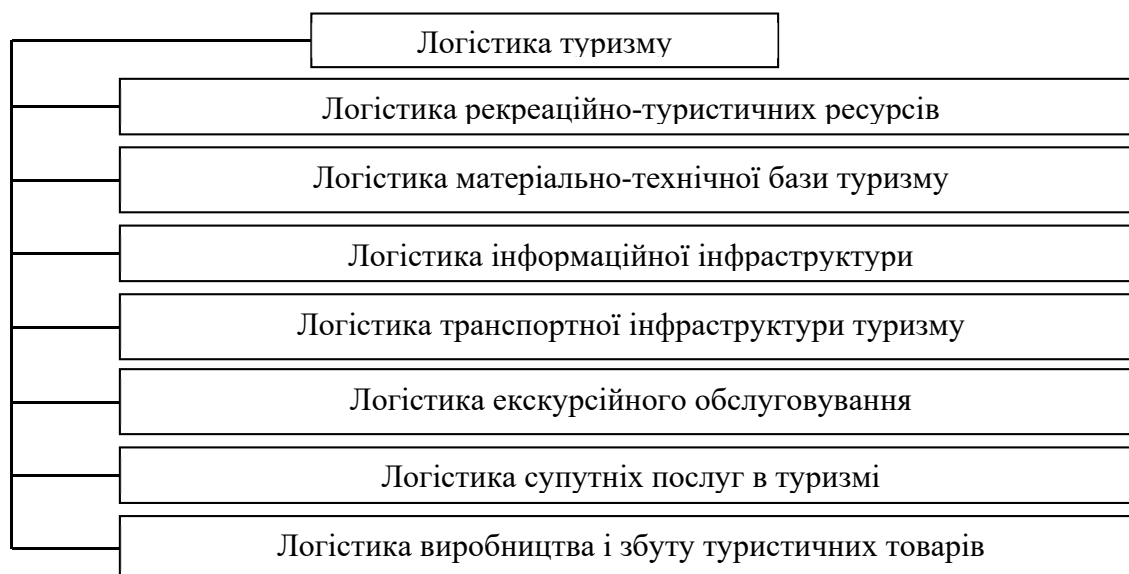 Логістика туризму
Логістика рекреаційно-туристичних ресурсів
Логістика матеріально-технічної бази туризму
Логістика інформаційної інфраструктури
Логістика транспортної інфраструктури туризму
Логістика екскурсійного обслуговування
Логістика супутніх послуг в туризмі
Логістика виробництва і збуту туристичних товарів